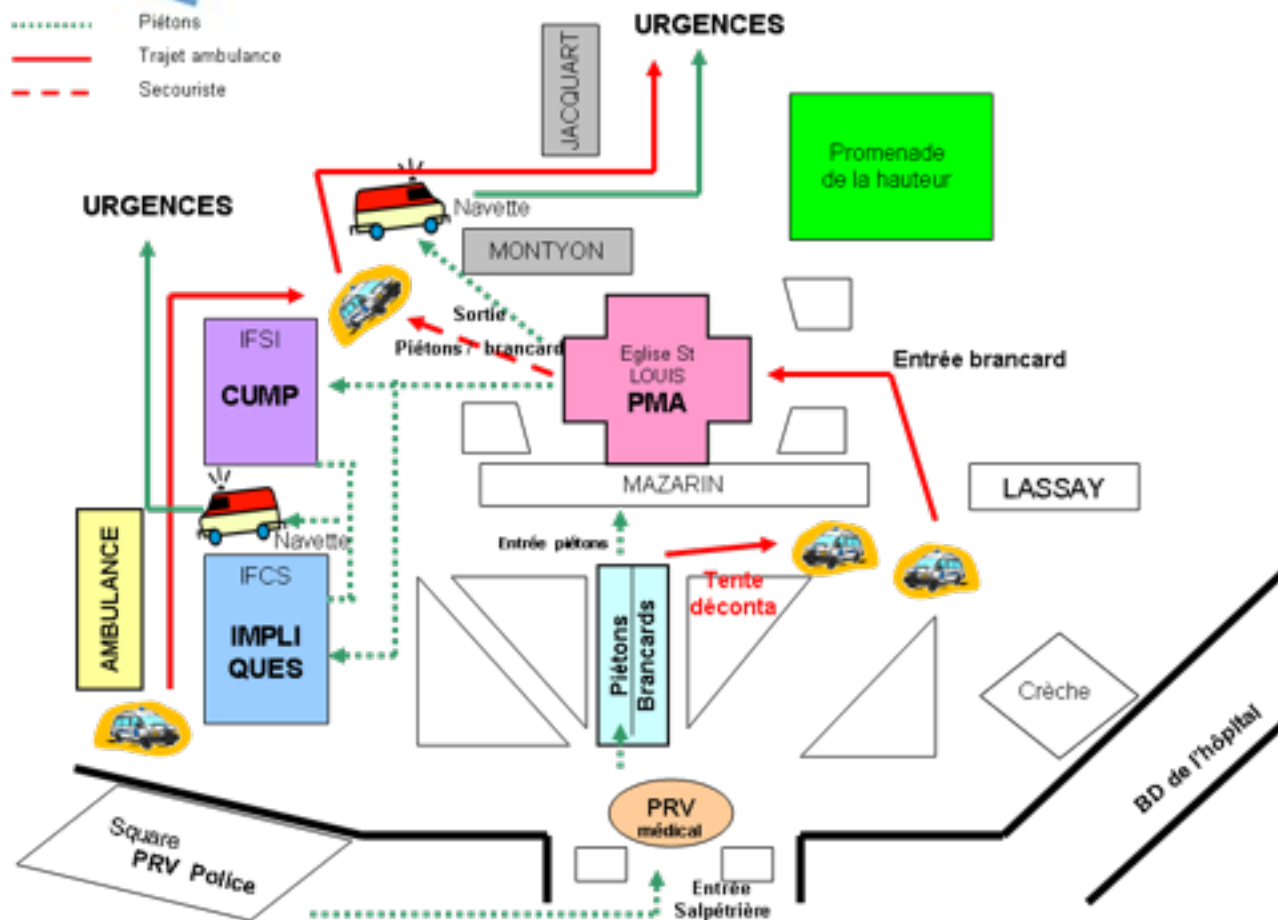 Piétons
Trajet ambulance
Secouriste
JACQUART
URGENCES
Promenade
de la hauteur
URGENCES
Navette
MONTYON
Sortie
Piétons / brancard
IFSI
CUMP
Eglise St
LOUIS
PMA
Entrée brancard
MAZARIN
LASSAY
AMBULANCE
Navette
Entrée piétons
IFCS
IMPLI
QUES
Piétons
Brancards
Tente
déconta
Crèche
BD de l'hôpital
PRV
médical
Square
PRV Police
Entrée
Salpétrière